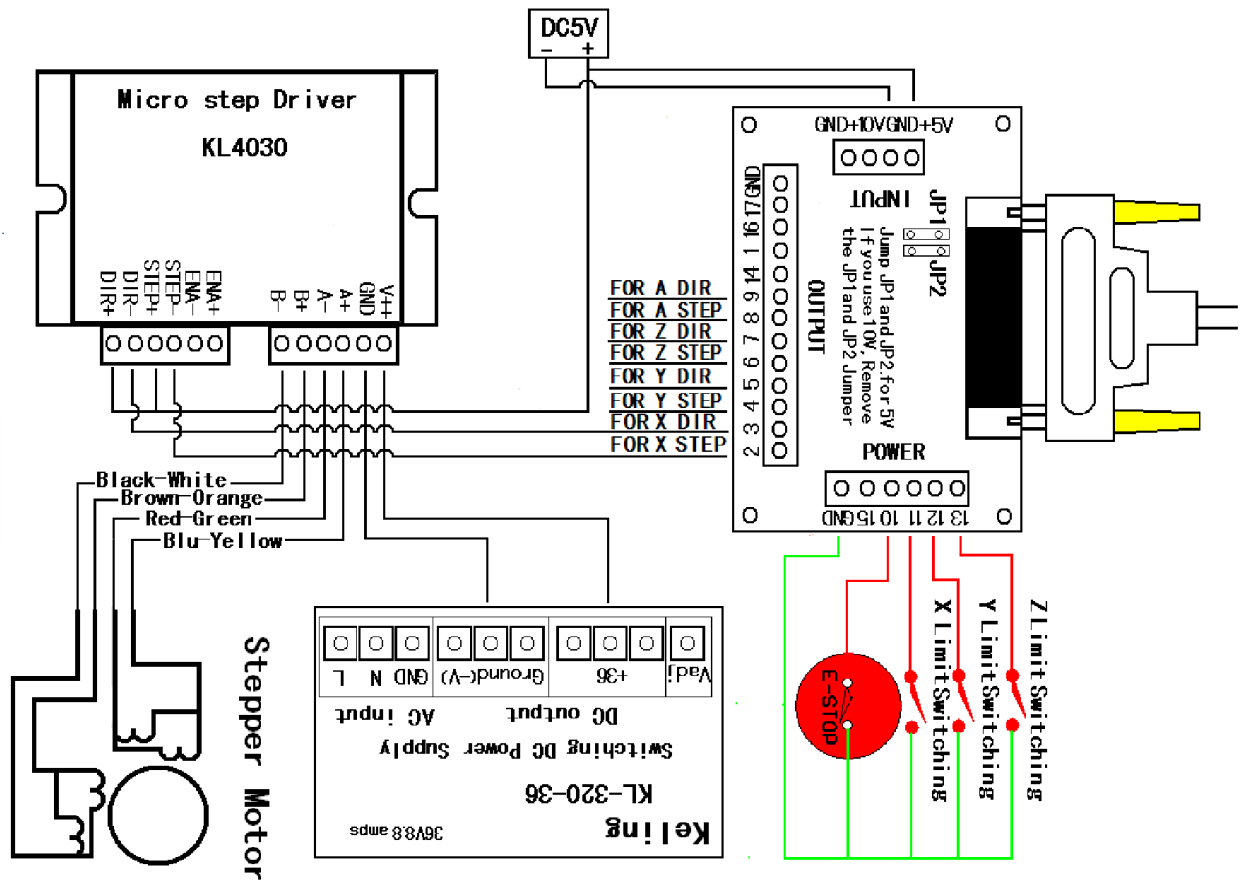 DC5V
- +
Micro step Driver
KL4030
DIR+
DIR-
STEP+
STEP-
ENA-
ENA+
B-
B+
A-
A+
GND
V++
GND+10VGND+5V
INPUT
JP1
JP2
Jump JP1 and JP2. for 5V
If you use 10V, Remove
the JP1 and JP2 Jumper
OUTPUT
GND
17
16
1
14
9
8
7
6
5
4
3
2
FOR A DIR
FOR A STEP
FOR Z DIR
FOR Z STEP
FOR Y DIR
FOR Y STEP
FOR X DIR
FOR X STEP
POWER
GND 15 10 11 12 13
Black-White
Brown-Orange
Red-Green
Blu-Yellow
Stepper Motor
L N GND Ground(-V) +36 Vadj
AC input DC output
Switching DC Power Supply
KL-320-36
Keling
36V8.8 amps
E-STOP
X LimitSwitching
Y LimitSwitching
Z LimitSwitching